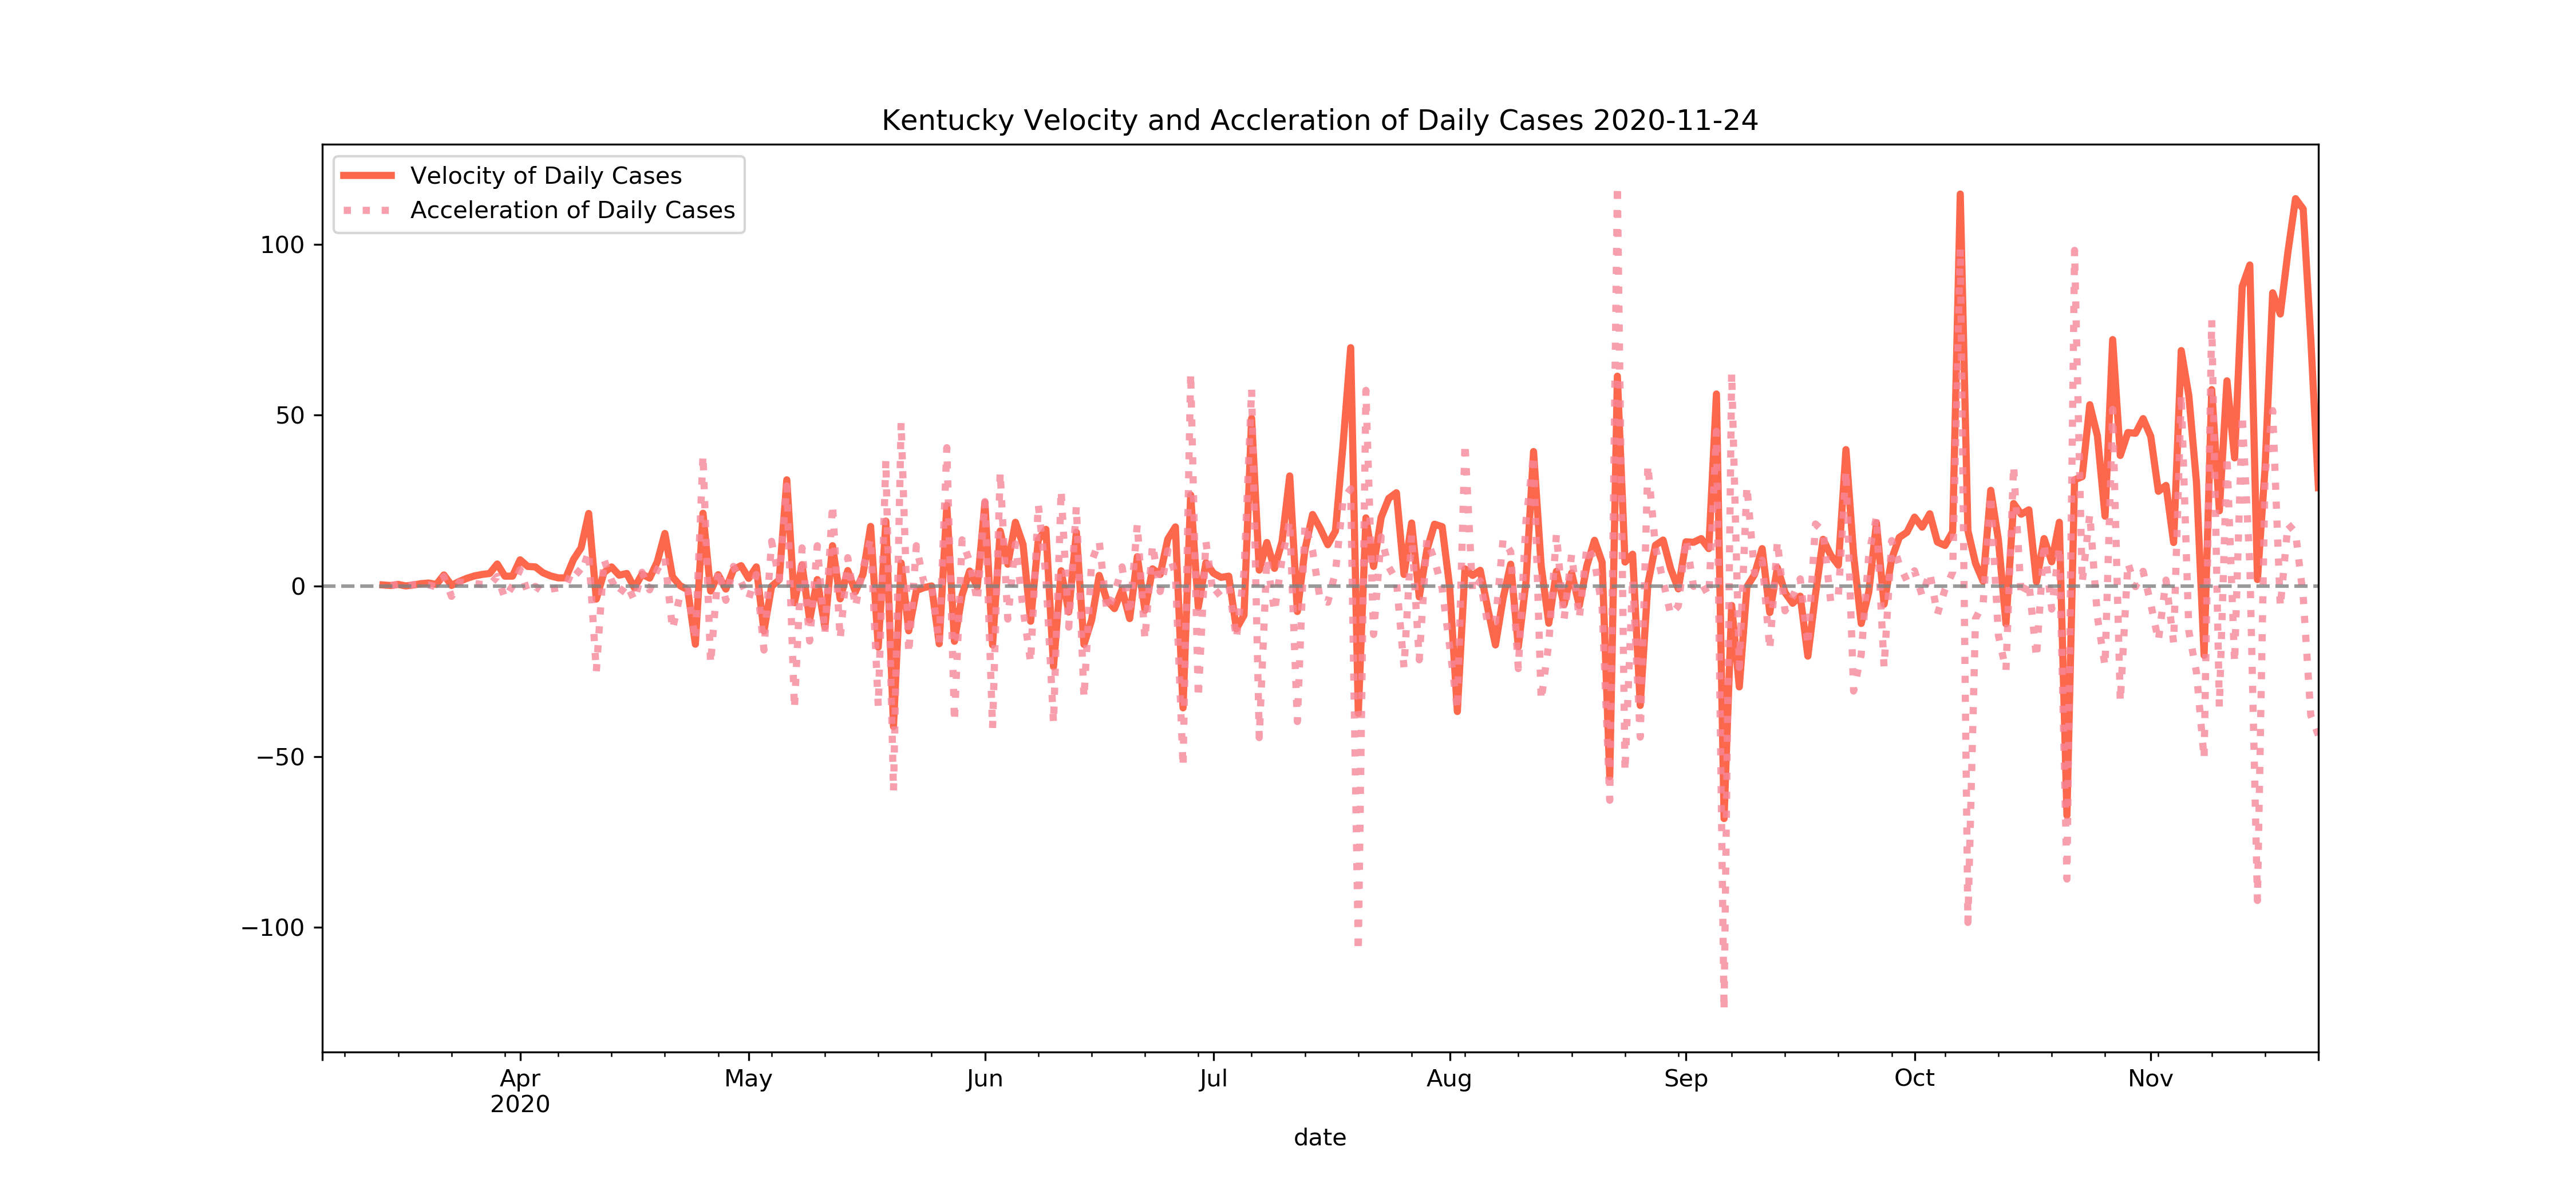 Kentucky Velocity and Accleration of Daily Cases 2020-11-24
Velocity of Daily Cases
Acceleration of Daily Cases
100
50
0
−50
−100
Apr May Jun Jul Aug Sep Oct Nov
2020
date